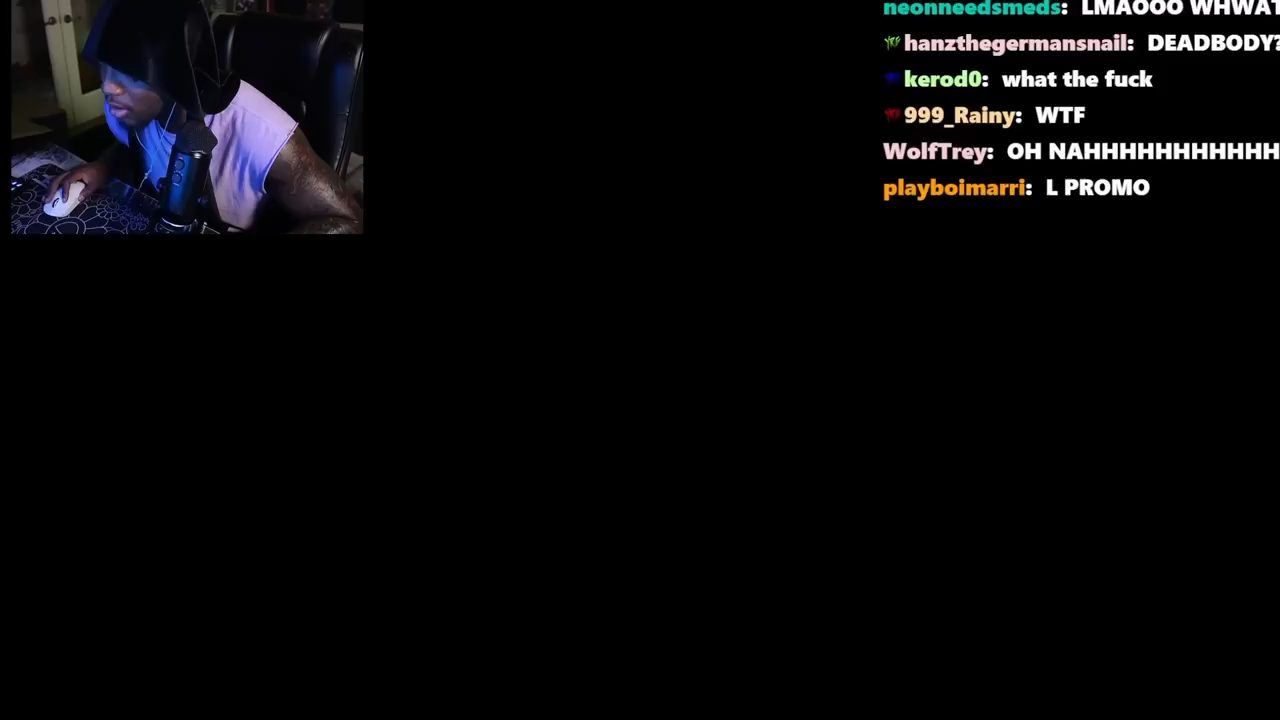 neonneedsmeds: LMAOOO WHWAT
hanzthegermansnail: DEADBODY?
kerod0: what the fuck
999_Rainy: WTF
WolfTrey: OH NAHHHHHHHHHHH
playboimarri: L PROMO